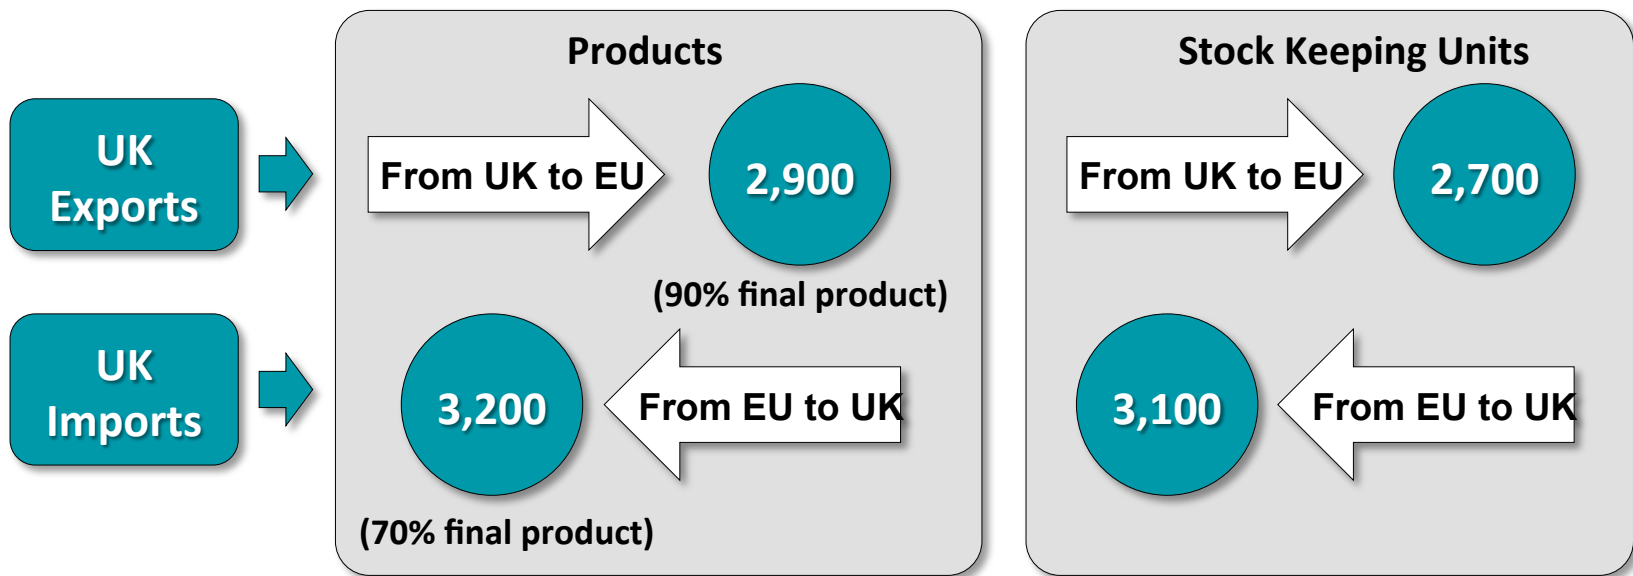 Products
Stock Keeping Units
UK
Exports
From UK to EU
2,900
(90% final product)
From UK to EU
2,700
UK
Imports
3,200
From EU to UK
(70% final product)
3,100
From EU to UK